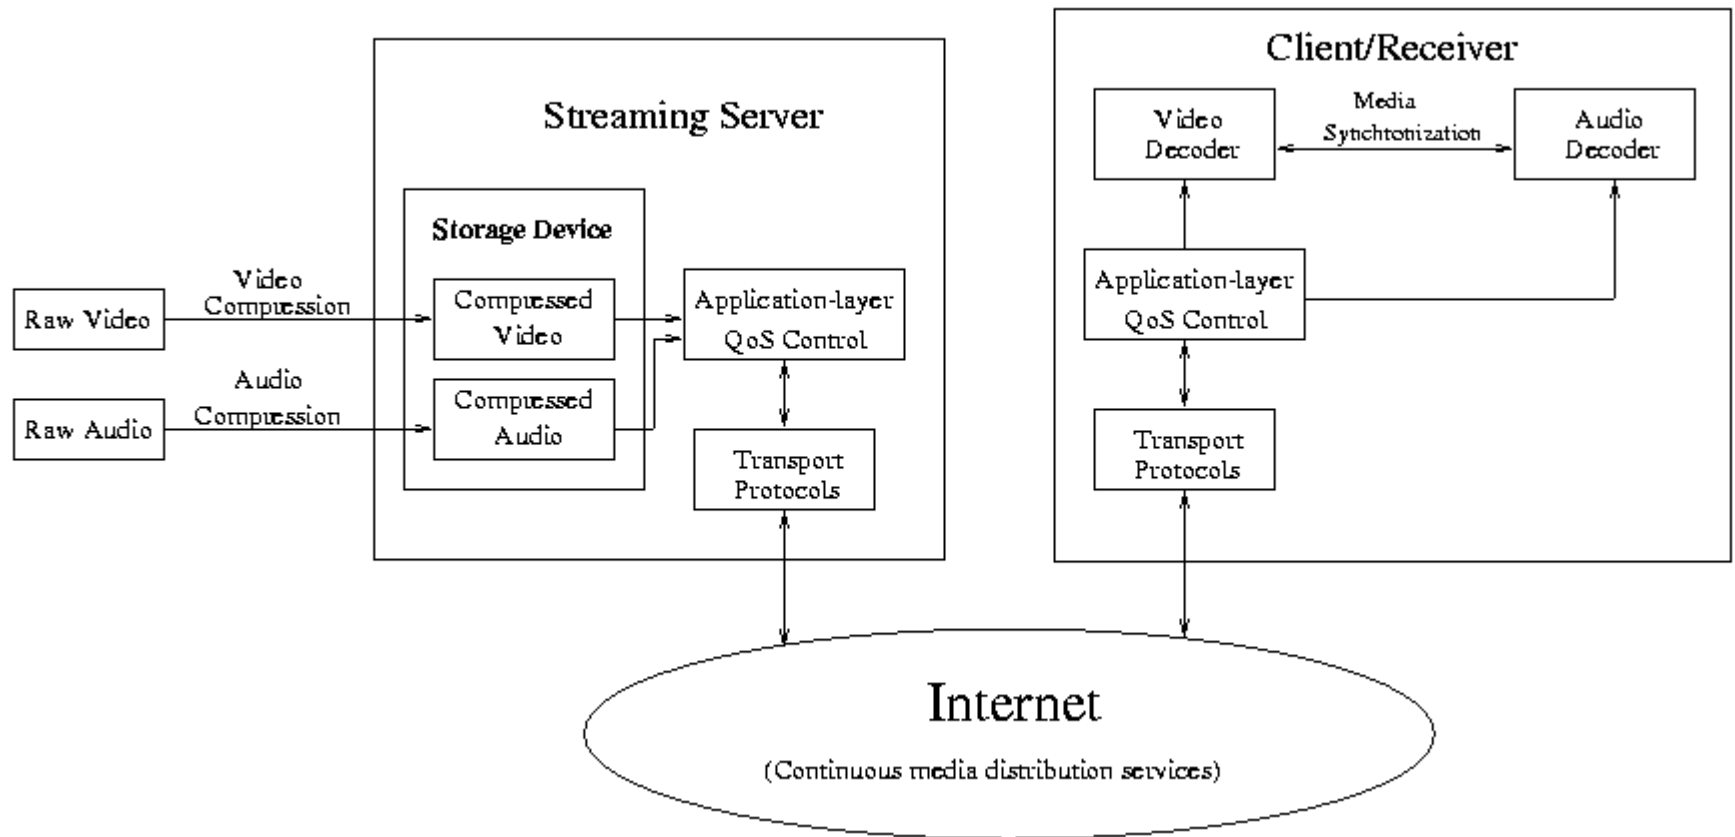 Streaming Server
Storage Device
Raw Video
Video
Compression
Compressed
Video
Raw Audio
Audio
Compression
Compressed
Audio
Application-layer
QoS Control
Transport
Protocols
Client/Receiver
Video
Decoder
Media
Synchronization
Audio
Decoder
Application-layer
QoS Control
Transport
Protocols
Internet
(Continuous media distribution services)